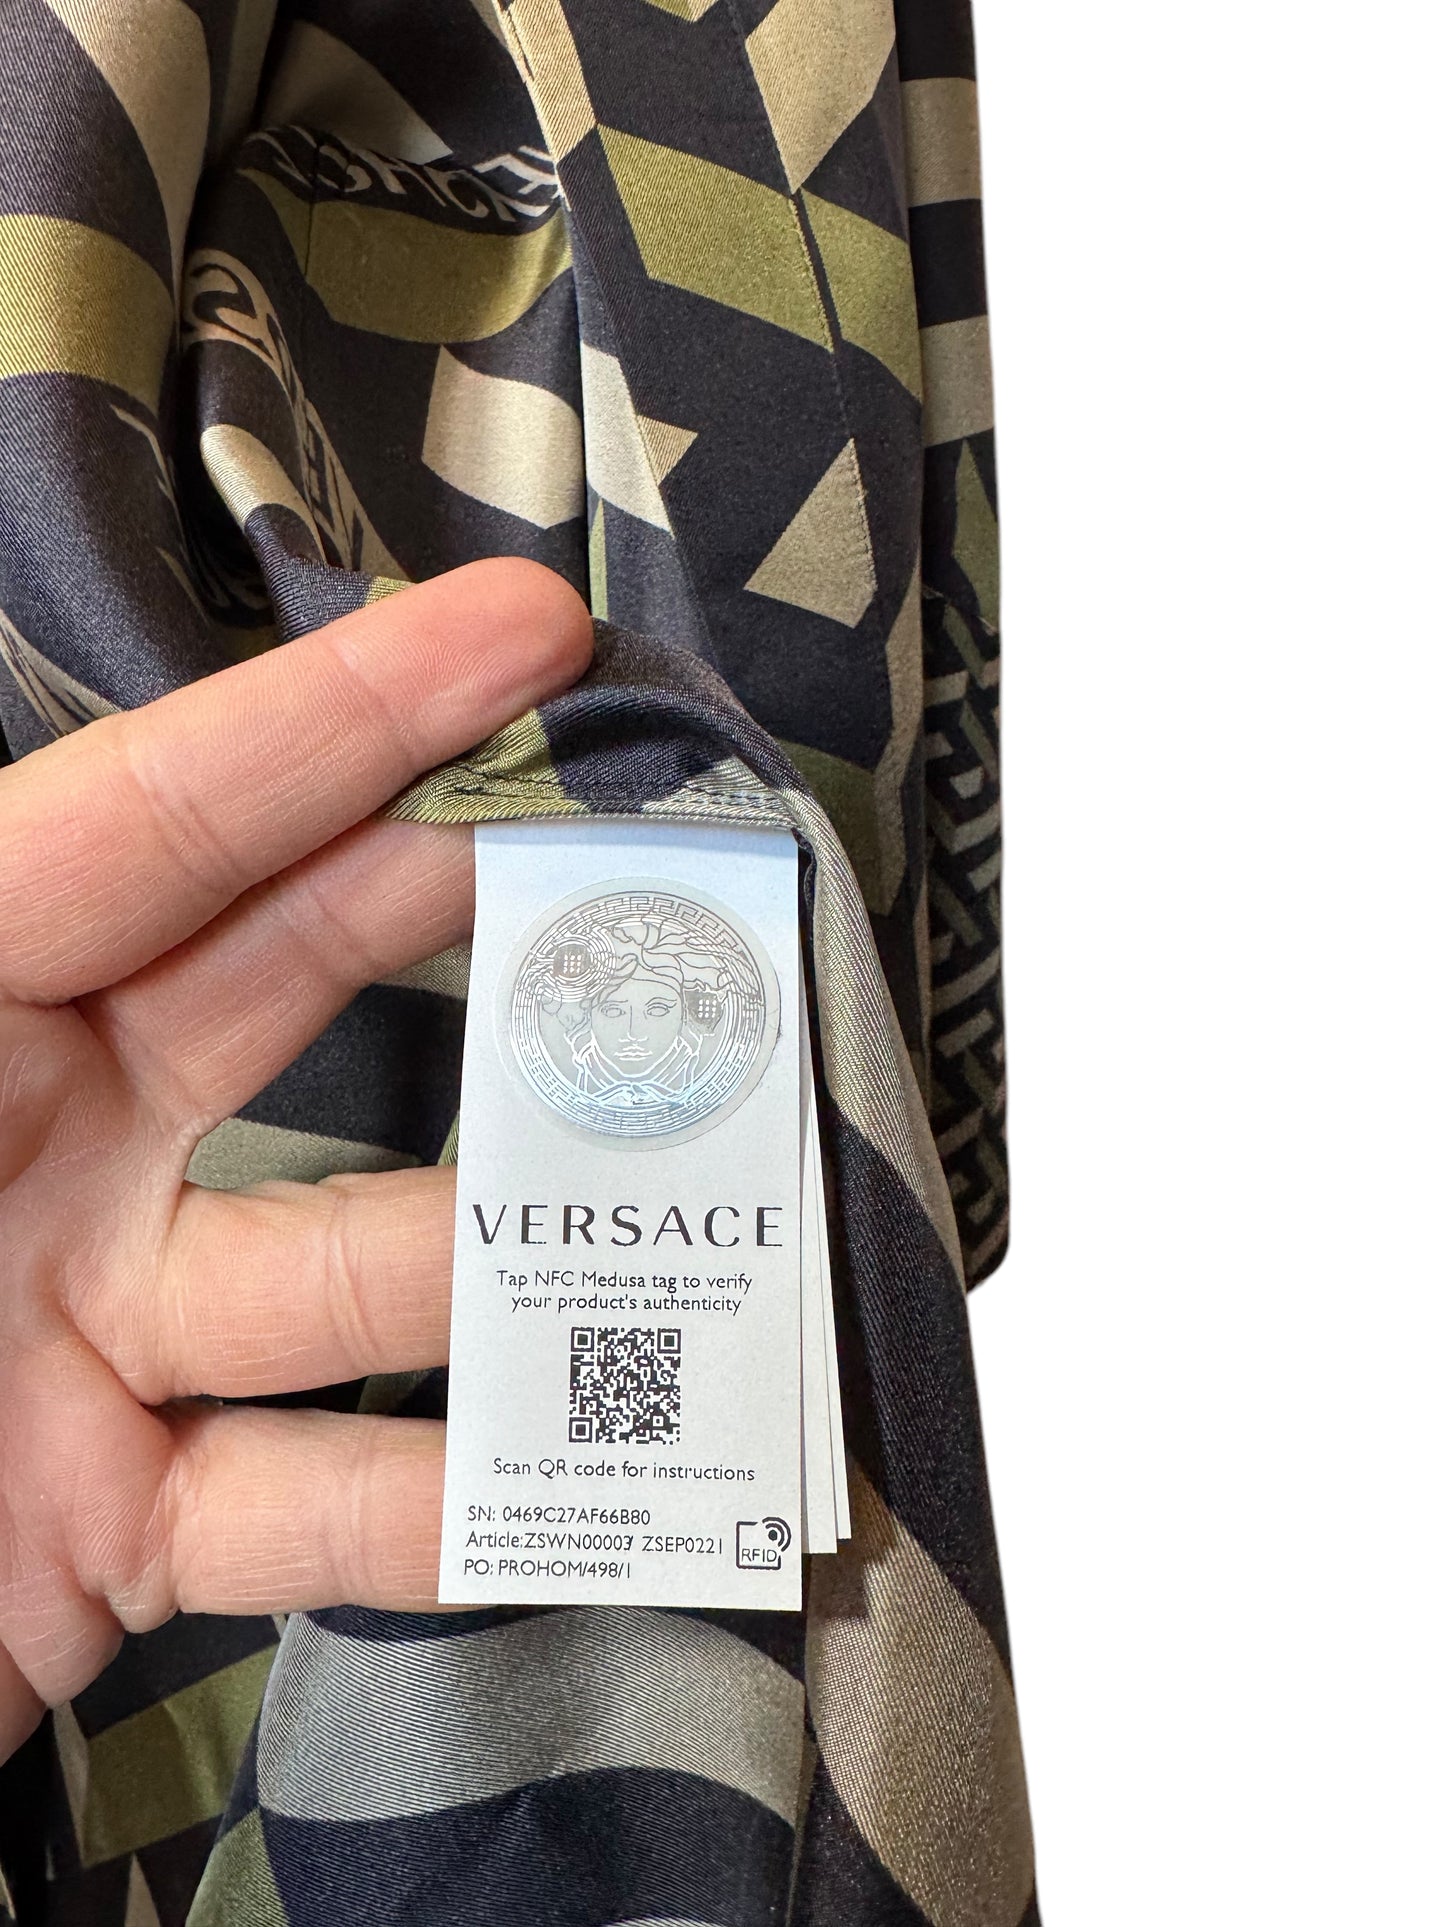 VERSACE
Tap NFC Medusa tag to verify
your product's authenticity
Scan QR code for instructions
SN: 0469C27AF66B80
Article:ZSWN00003/ ZSEP0221
PO: PROHOM/498/1
RFID